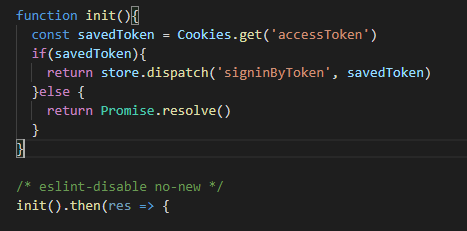 function init(){
  const savedToken = Cookies.get('accessToken')
  if(savedToken){
    return store.dispatch('signinByToken', savedToken)
  }else {
    return Promise.resolve()
  }
}
/* eslint-disable no-new */
init().then(res => {